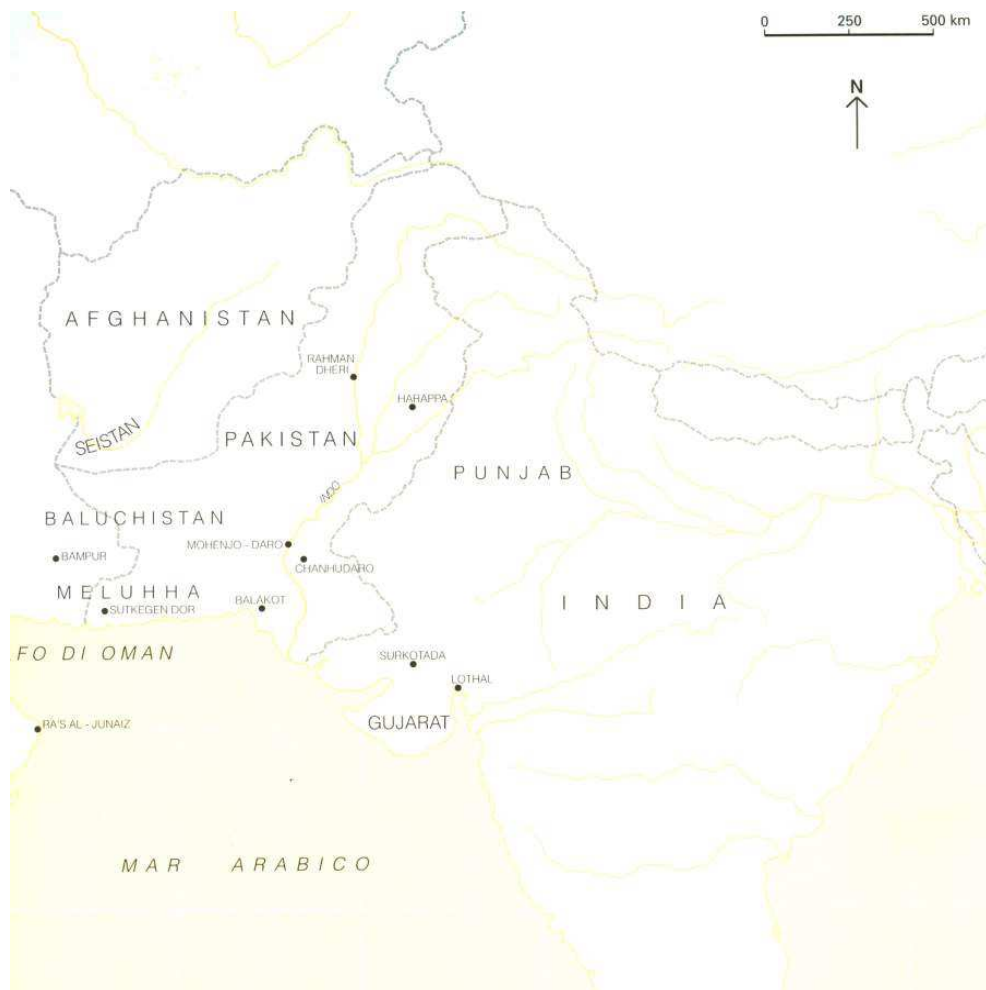 0 250 500 km
N
AFGHANISTAN
RAHMAN
DHERI
HARAPPA
SEISTAN
PAKISTAN
PUNJAB
INDO
BALUCHISTAN
MOHENJO - DARO
BAMPUR
CHANHUDARO
MELUHHA
BALAKOT
INDIA
SUTKEGEN DOR
FO DI OMAN
SURKOTADA
LOTHAL
RA'S AL - JUNAIZ
GUJARAT
MAR ARABICO